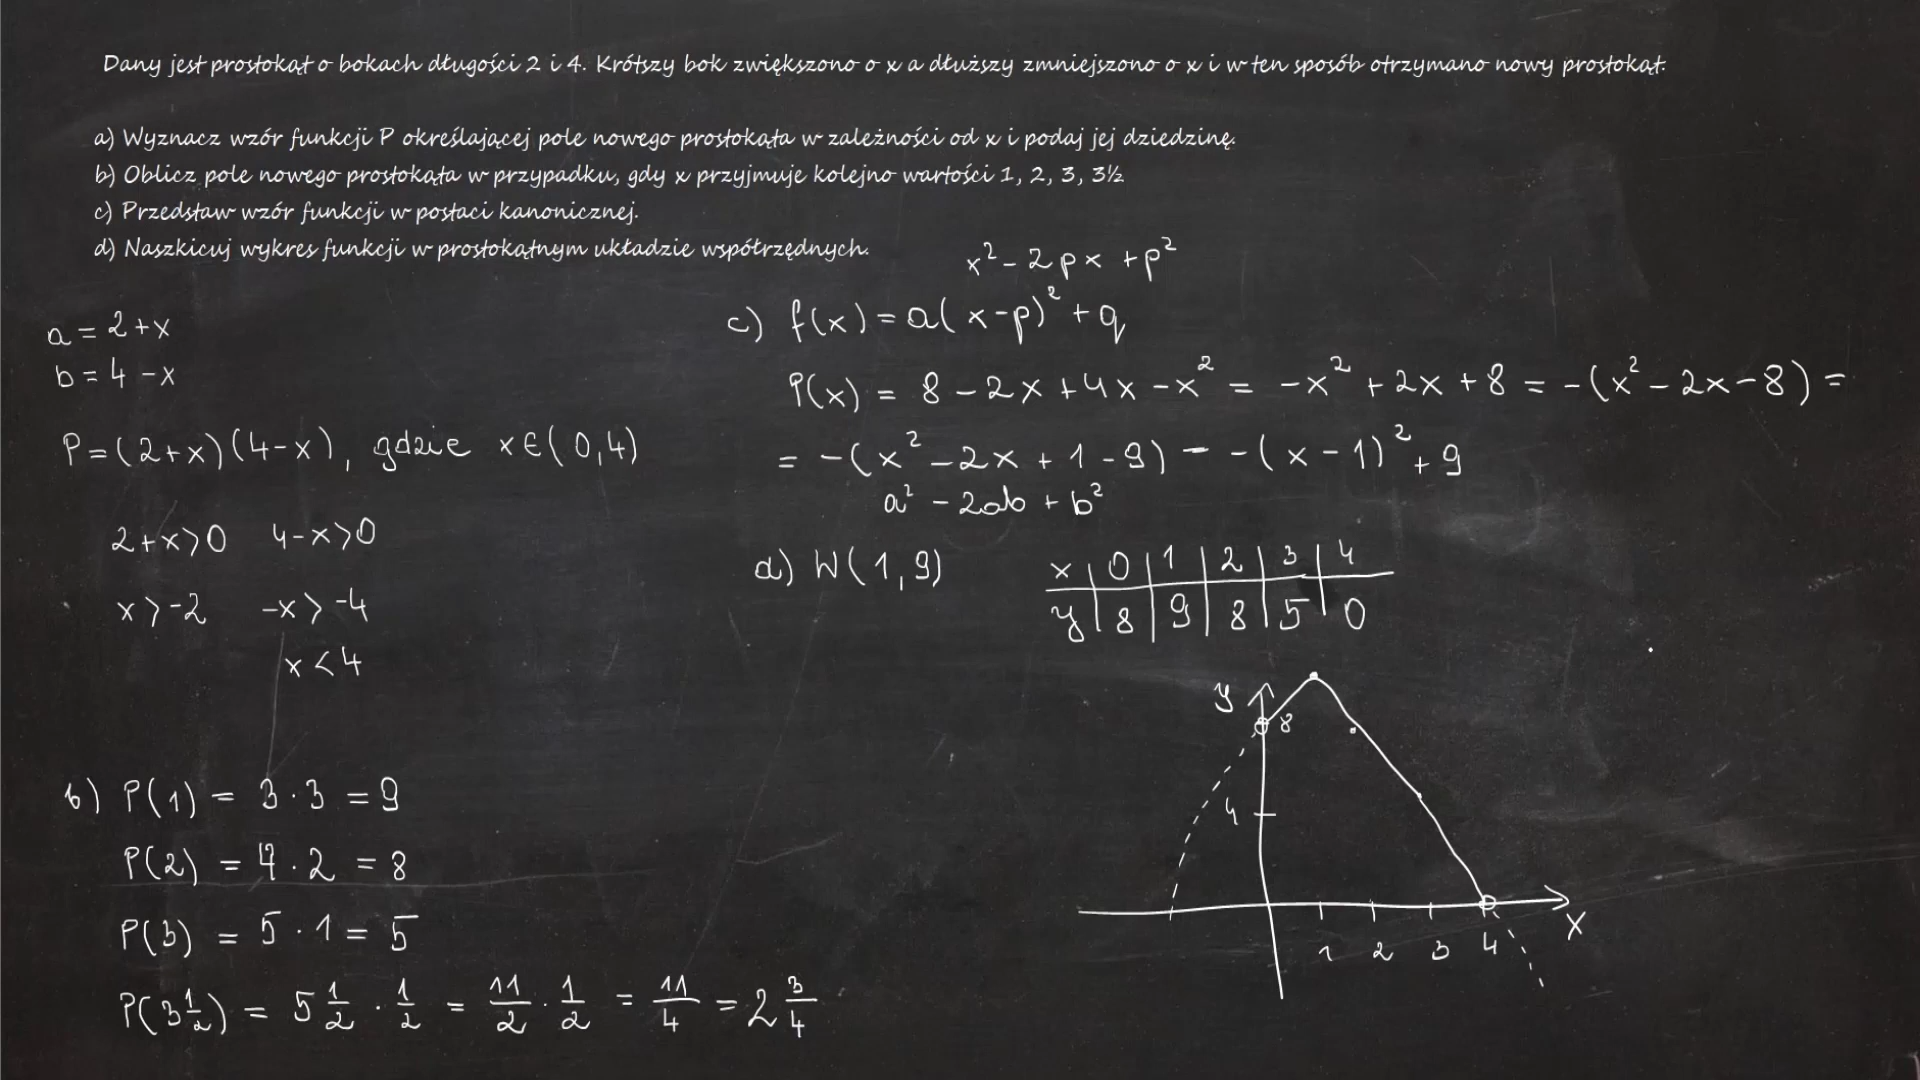 Dany jest prostokąt o bokach długości 2 i 4. Krótszy bok zwiększono o x a dłuższy zmniejszono o x i w ten sposób otrzymano nowy prostokąt.
a) Wyznacz wzór funkcji P określającej pole nowego prostokąta w zależności od x i podaj jej dziedzinę.
b) Oblicz pole nowego prostokąta w przypadku, gdy x przyjmuje kolejno wartości 1, 2, 3, 3½
c) Przedstaw wzór funkcji w postaci kanonicznej.
d) Naszkicuj wykres funkcji w prostokątnym układzie współrzędnych.
a = 2 + x
b = 4 - x
P = (2+x)(4-x), gdzie x ∈ (0,4)
2+x>0 4-x>0
x>-2 -x>-4
x<4
b) P(1) = 3 · 3 = 9
P(2) = 4 · 2 = 8
P(3) = 5 · 1 = 5
P(3 1/2) = 5 1/2 · 1/2 = 11/2 · 1/2 = 11/4 = 2 3/4
x² - 2px + p²
c) f(x) = a(x-p)² + q
P(x) = 8 - 2x + 4x - x² = -x² + 2x + 8 = -(x² - 2x - 8) =
= -(x² - 2x + 1 - 9) - -(x - 1)² + 9
a² - 2ab + b²
d) W(1,9)
x | 0 | 1 | 2 | 3 | 4
y | 8 | 9 | 8 | 5 | 0
y
8
4
1 2 3 4
x